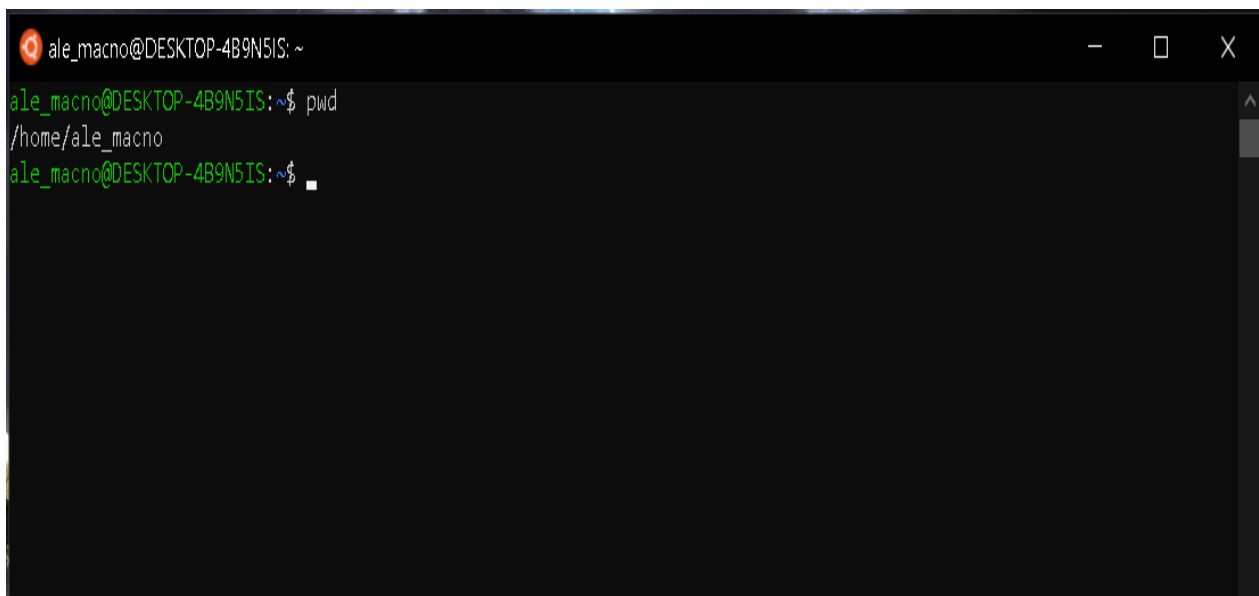 ale_macno@DESKTOP-4B9N5IS: ~
ale_macno@DESKTOP-4B9N5IS:~$ pwd
/home/ale_macno
ale_macno@DESKTOP-4B9N5IS:~$